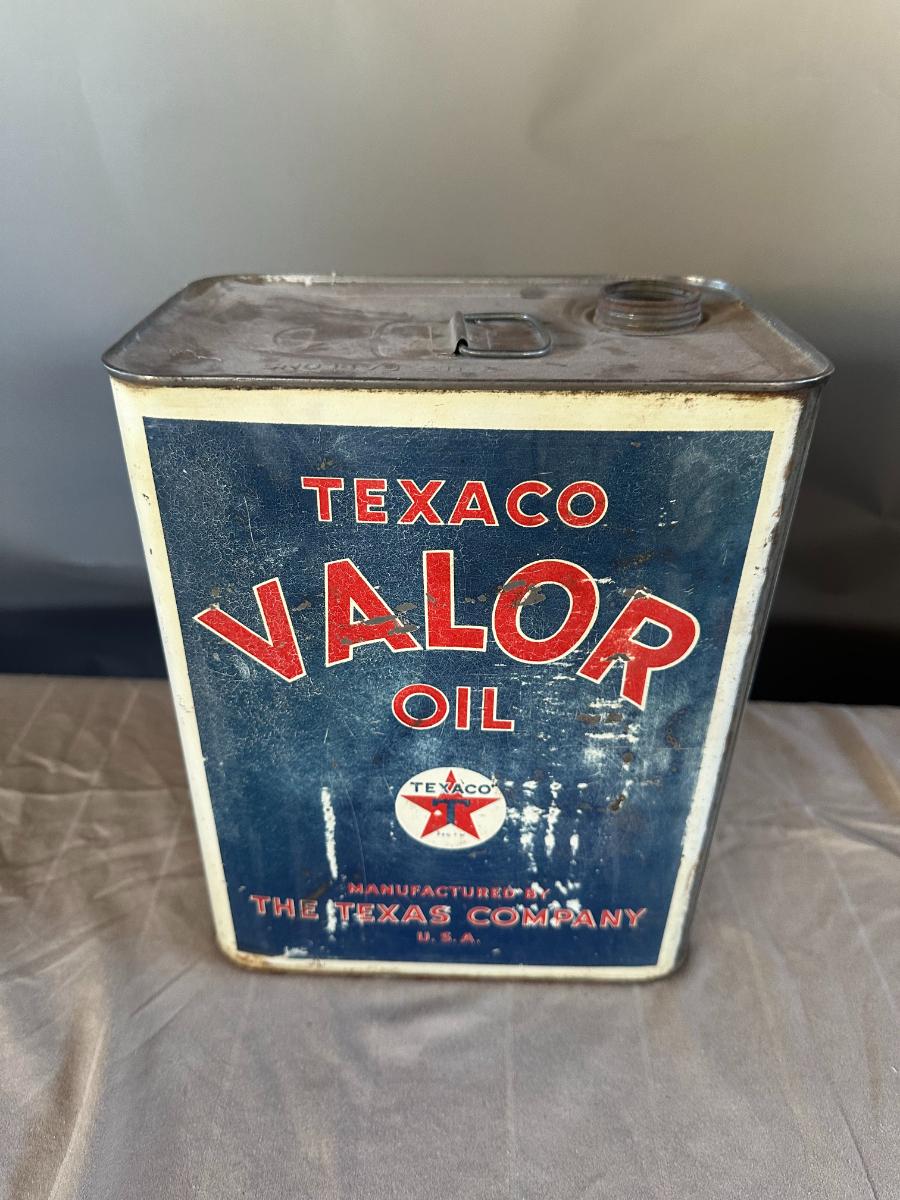 TEXACO
VALOR
OIL
TEXACO
T
MANUFACTURED BY
THE TEXAS COMPANY
U.S.A.